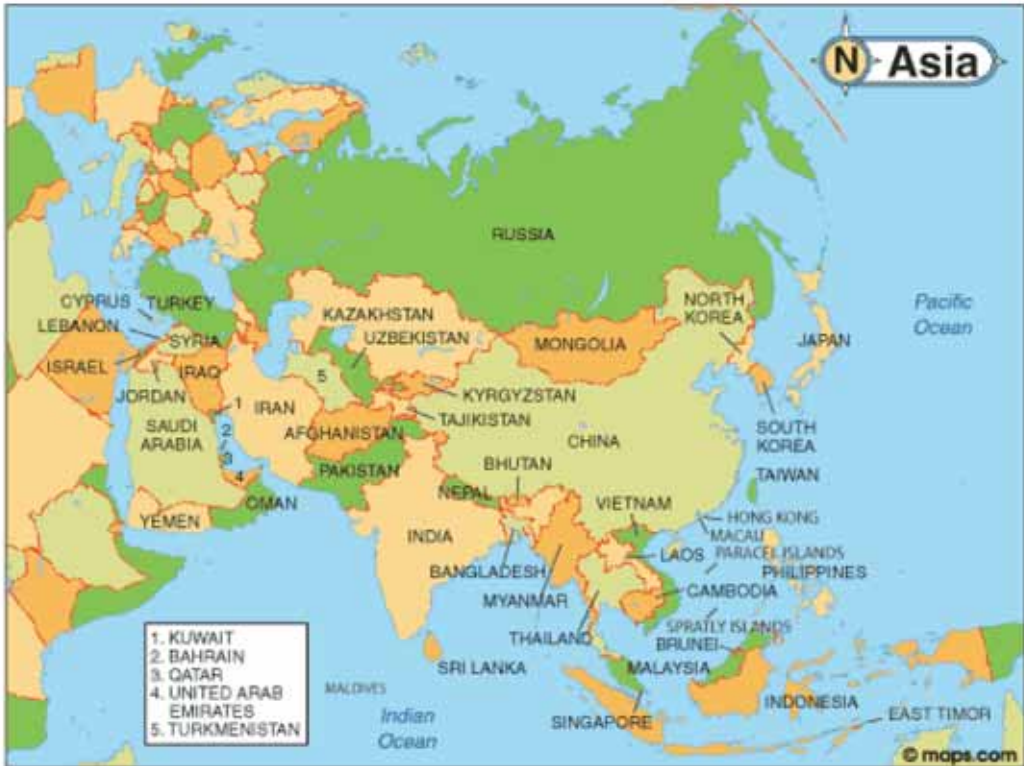 N Asia
RUSSIA
CYPRUS
TURKEY
LEBANON
SYRIA
ISRAEL
IRAQ
JORDAN
SAUDI
ARABIA
1
2
3
4
IRAN
YEMEN
OMAN
KAZAKHSTAN
UZBEKISTAN
5
KYRGYZSTAN
TAJIKISTAN
AFGHANISTAN
PAKISTAN
MONGOLIA
NORTH
KOREA
JAPAN
Pacific
Ocean
SOUTH
KOREA
CHINA
TAIWAN
BHUTAN
NEPAL
INDIA
VIETNAM
HONG KONG
MACAU
LAOS
PARACEL ISLANDS
PHILIPPINES
BANGLADESH
CAMBODIA
MYANMAR
SPRATLY ISLANDS
THAILAND
BRUNEI
SRI LANKA
MALAYSIA
MALDIVES
INDONESIA
SINGAPORE
EAST TIMOR
Indian
Ocean
1. KUWAIT
2. BAHRAIN
3. QATAR
4. UNITED ARAB
EMIRATES
5. TURKMENISTAN
© maps.com